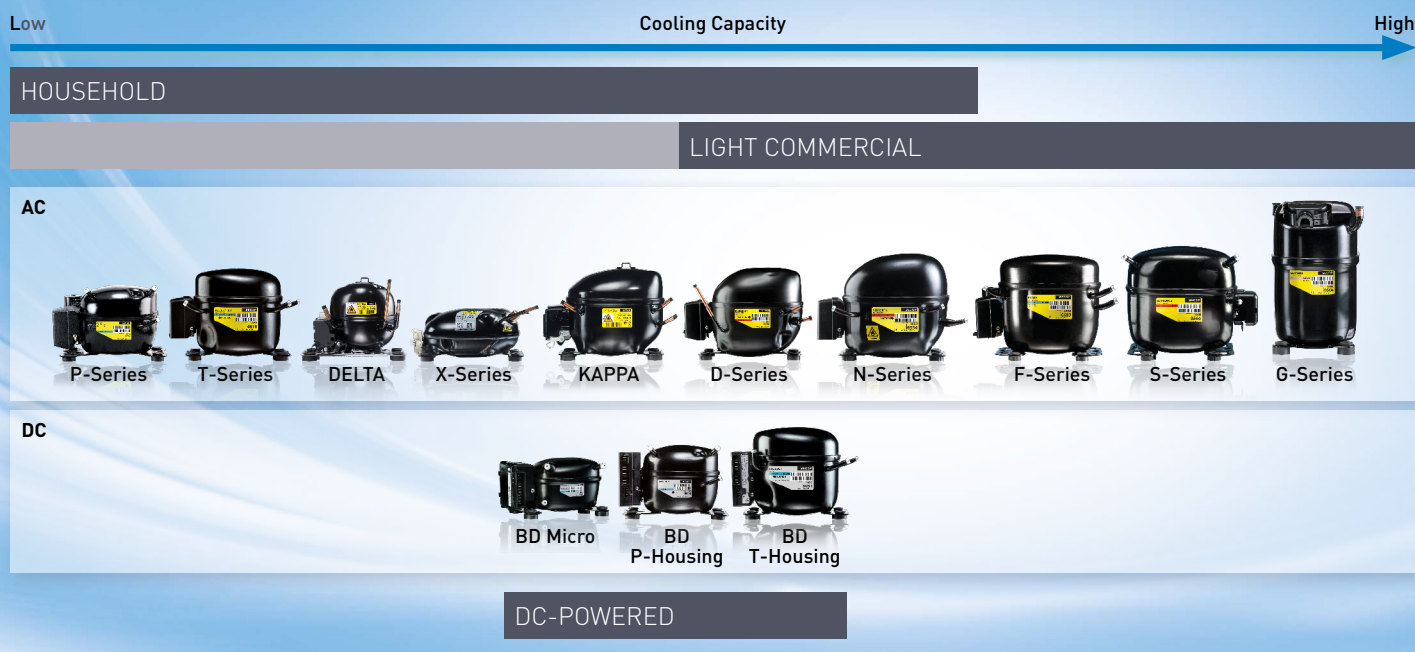 Low Cooling Capacity High
HOUSEHOLD
LIGHT COMMERCIAL
AC
P-Series T-Series DELTA X-Series KAPPA D-Series N-Series F-Series S-Series G-Series
DC
BD Micro BD BD
P-Housing T-Housing
DC-POWERED